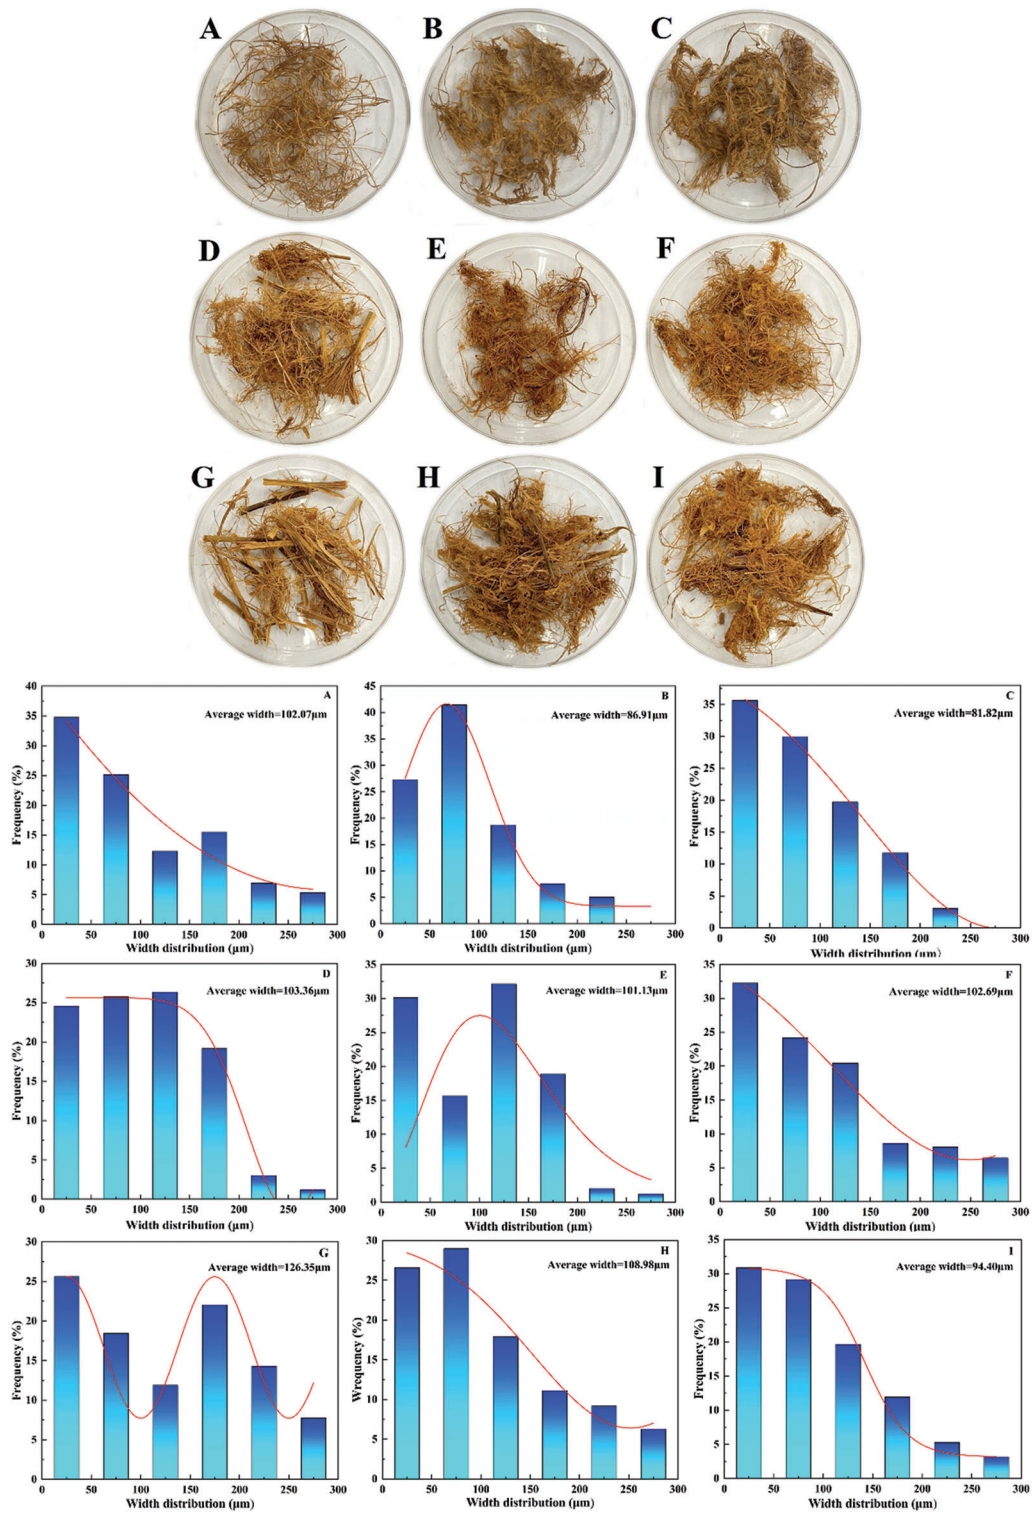 A B C
D E F
G H I
A
Average width=102.07μm
Frequency (%)
40
35
30
25
20
15
10
5
0
0 50 100 150 200 250 300
Width distribution (μm)
B
Average width=86.91μm
Frequency (%)
45
40
35
30
25
20
15
10
5
0
0 50 100 150 200 250 300
Width distribution (μm)
C
Average width=81.82μm
Frequency (%)
35
30
25
20
15
10
5
0
0 50 100 150 200 250 300
Width distribution (μm)
D
Average width=103.36μm
Frequency (%)
30
25
20
15
10
5
0
0 50 100 150 200 250 300
Width distribution (μm)
E
Average width=101.13μm
Frequency (%)
35
30
25
20
15
10
5
0
0 50 100 150 200 250 300
Width distribution (μm)
F
Average width=102.69μm
Frequency (%)
35
30
25
20
15
10
5
0
0 50 100 150 200 250 300
Width distribution (μm)
G
Average width=126.35μm
Frequency (%)
30
25
20
15
10
5
0
0 50 100 150 200 250 300
Width distribution (μm)
H
Average width=108.98μm
Wrequency (%)
30
25
20
15
10
5
0
0 50 100 150 200 250 300
Width distribution (μm)
I
Average width=94.40μm
Frequency (%)
35
30
25
20
15
10
5
0
0 50 100 150 200 250 300
Width distribution (μm)